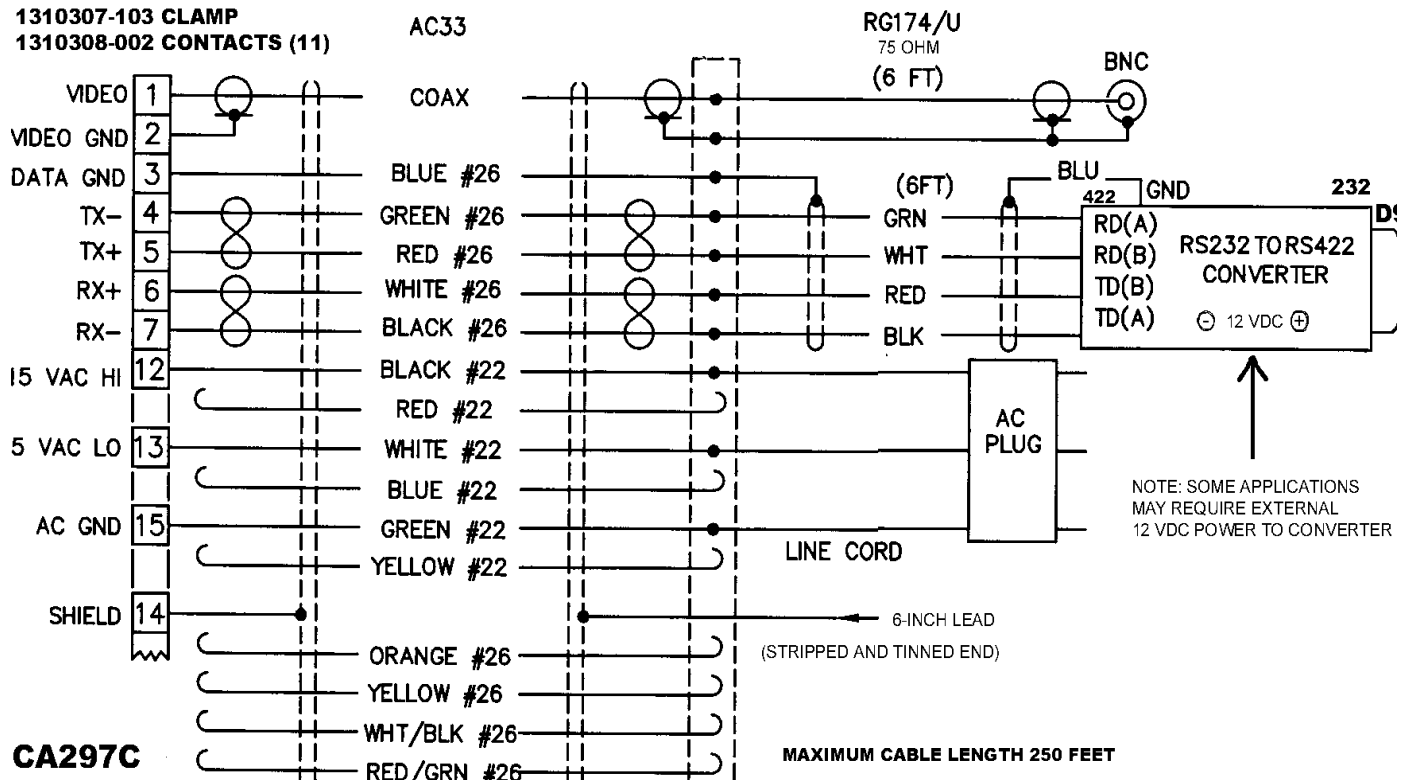 1310307-103 CLAMP
1310308-002 CONTACTS (11)
AC33
RG174/U
75 OHM
(6 FT)
BNC
VIDEO 1 COAX
VIDEO GND 2
DATA GND 3 BLUE #26
(6FT)
BLU
422 GND 232
TX- 4 GREEN #26 GRN RD(A)
TX+ 5 RED #26 WHT RD(B)
RX+ 6 WHITE #26 RED TD(B)
RX- 7 BLACK #26 BLK TD(A)
RS232 TO RS422
CONVERTER
- 12 VDC +
15 VAC HI 12 BLACK #22
RED #22
5 VAC LO 13 WHITE #22
BLUE #22
AC GND 15 GREEN #22
YELLOW #22
AC
PLUG
LINE CORD
NOTE: SOME APPLICATIONS
MAY REQUIRE EXTERNAL
12 VDC POWER TO CONVERTER
SHIELD 14
6-INCH LEAD
(STRIPPED AND TINNED END)
ORANGE #26
YELLOW #26
WHT/BLK #26
RED/GRN #26
CA297C
MAXIMUM CABLE LENGTH 250 FEET